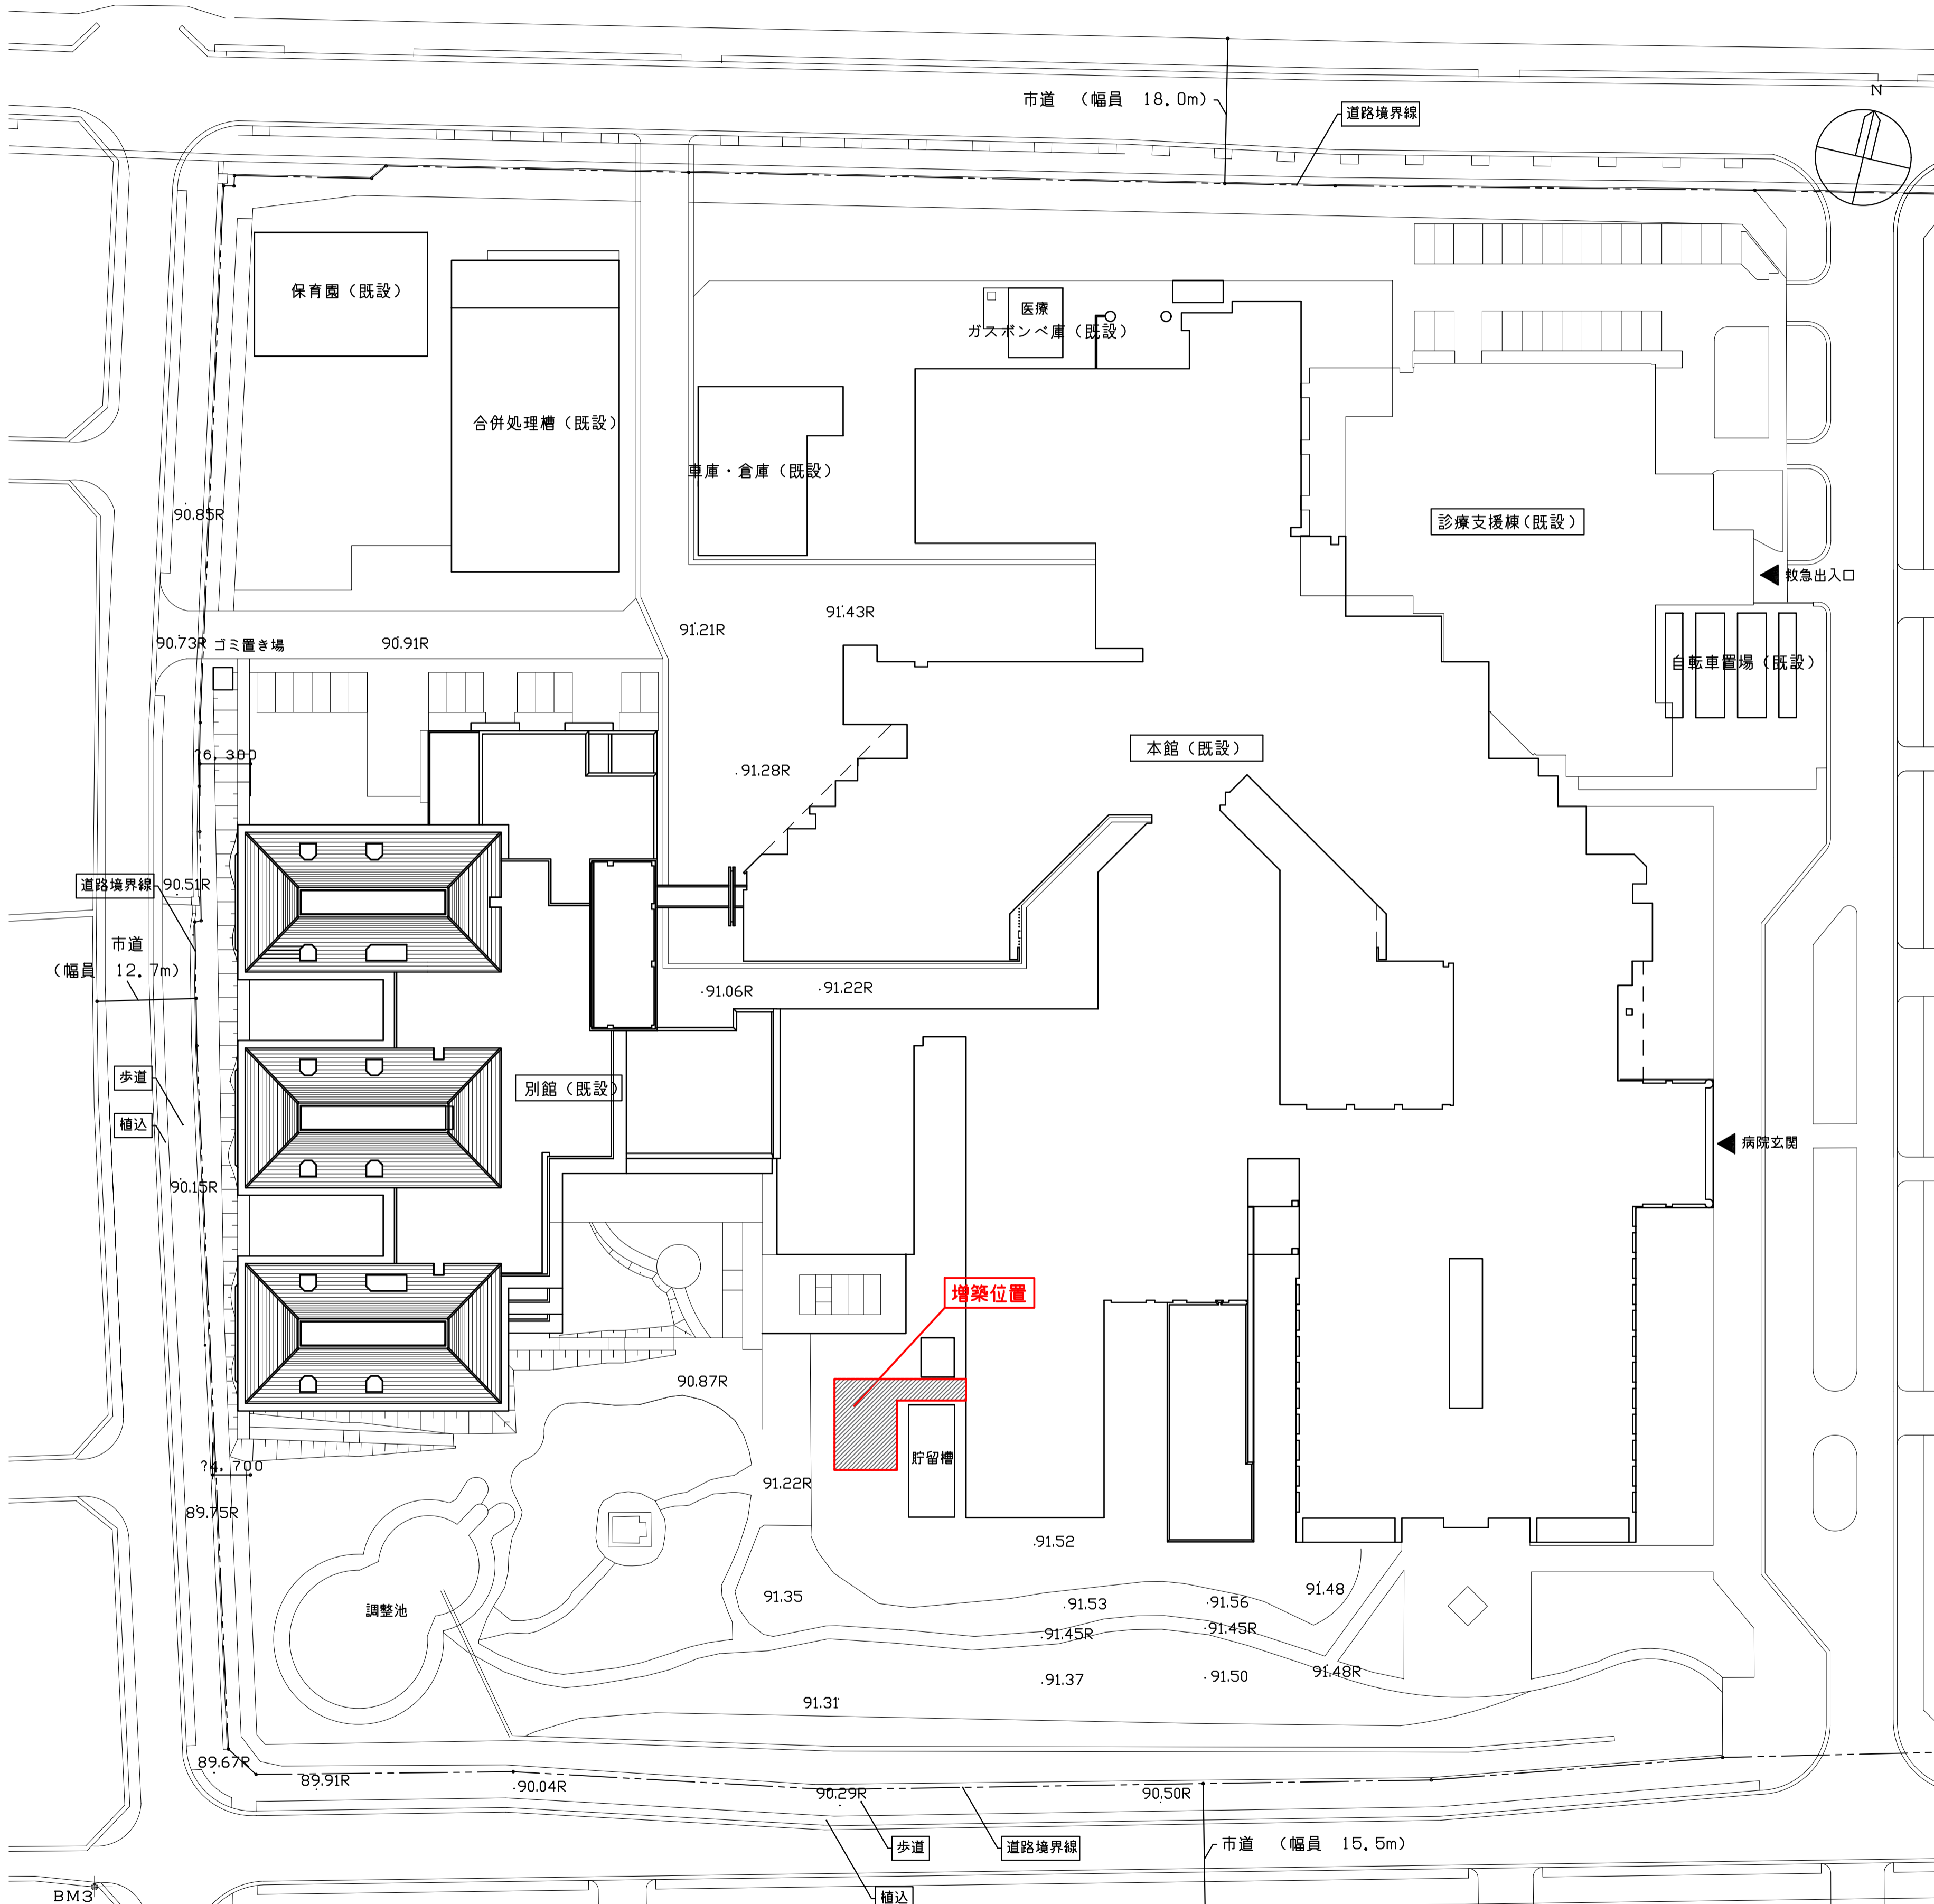 N
市道　（幅員　18.0m）
道路境界線
保育園（既設）
医療
ガスボンベ庫（既設）
合併処理槽（既設）
車庫・倉庫（既設）
診療支援棟(既設）
90.85R
救急出入口
91.43R
91.21R
90.73R
ゴミ置き場
90.91R
自転車置場（既設）
本館（既設）
?6,300
91.28R
道路境界線
90.51R
市道
（幅員　12.7m）
91.06R
91.22R
歩道
別館（既設）
植込
病院玄関
90.15R
増築位置
90.87R
貯留槽
?4,700
91.22R
89.75R
91.52
調整池
91.35
91.53
91.56
91.48
91.45R
91.45R
91.37
91.50
91.48R
91.31
89.67R
89.91R
90.04R
90.29R
90.50R
歩道
道路境界線
市道　（幅員　15.5m）
植込
BM3